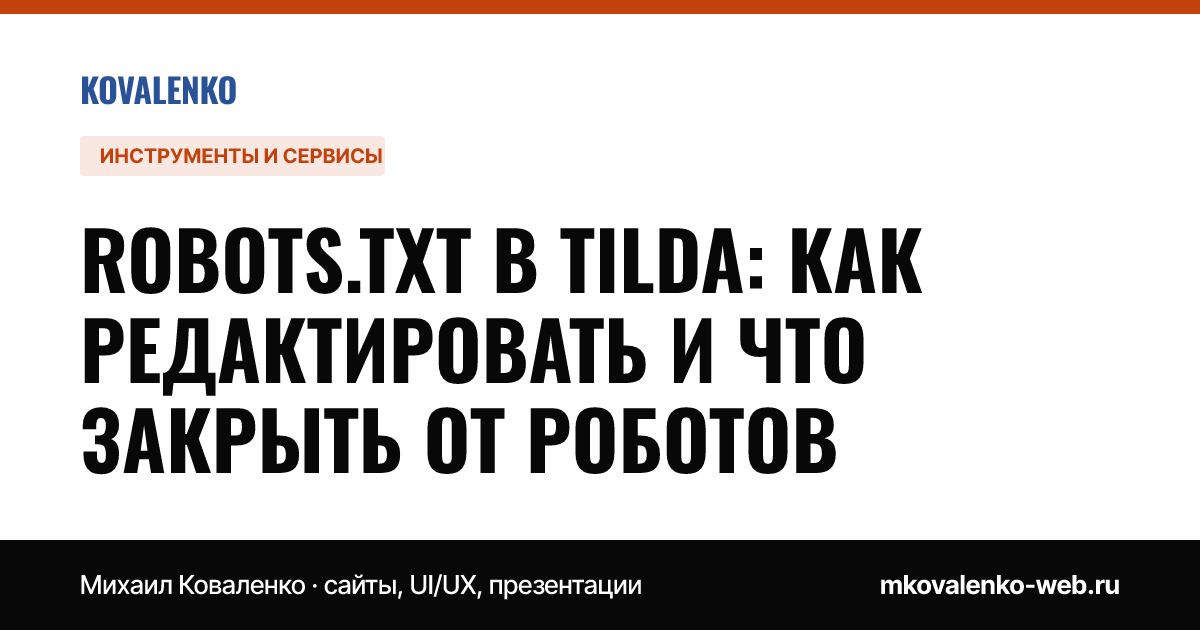 KOVALENKO
ИНСТРУМЕНТЫ И СЕРВИСЫ
ROBOTS.TXT В TILDA: КАК
РЕДАКТИРОВАТЬ И ЧТО
ЗАКРЫТЬ ОТ РОБОТОВ
Михаил Коваленко · сайты, UI/UX, презентации
mkovalenko-web.ru